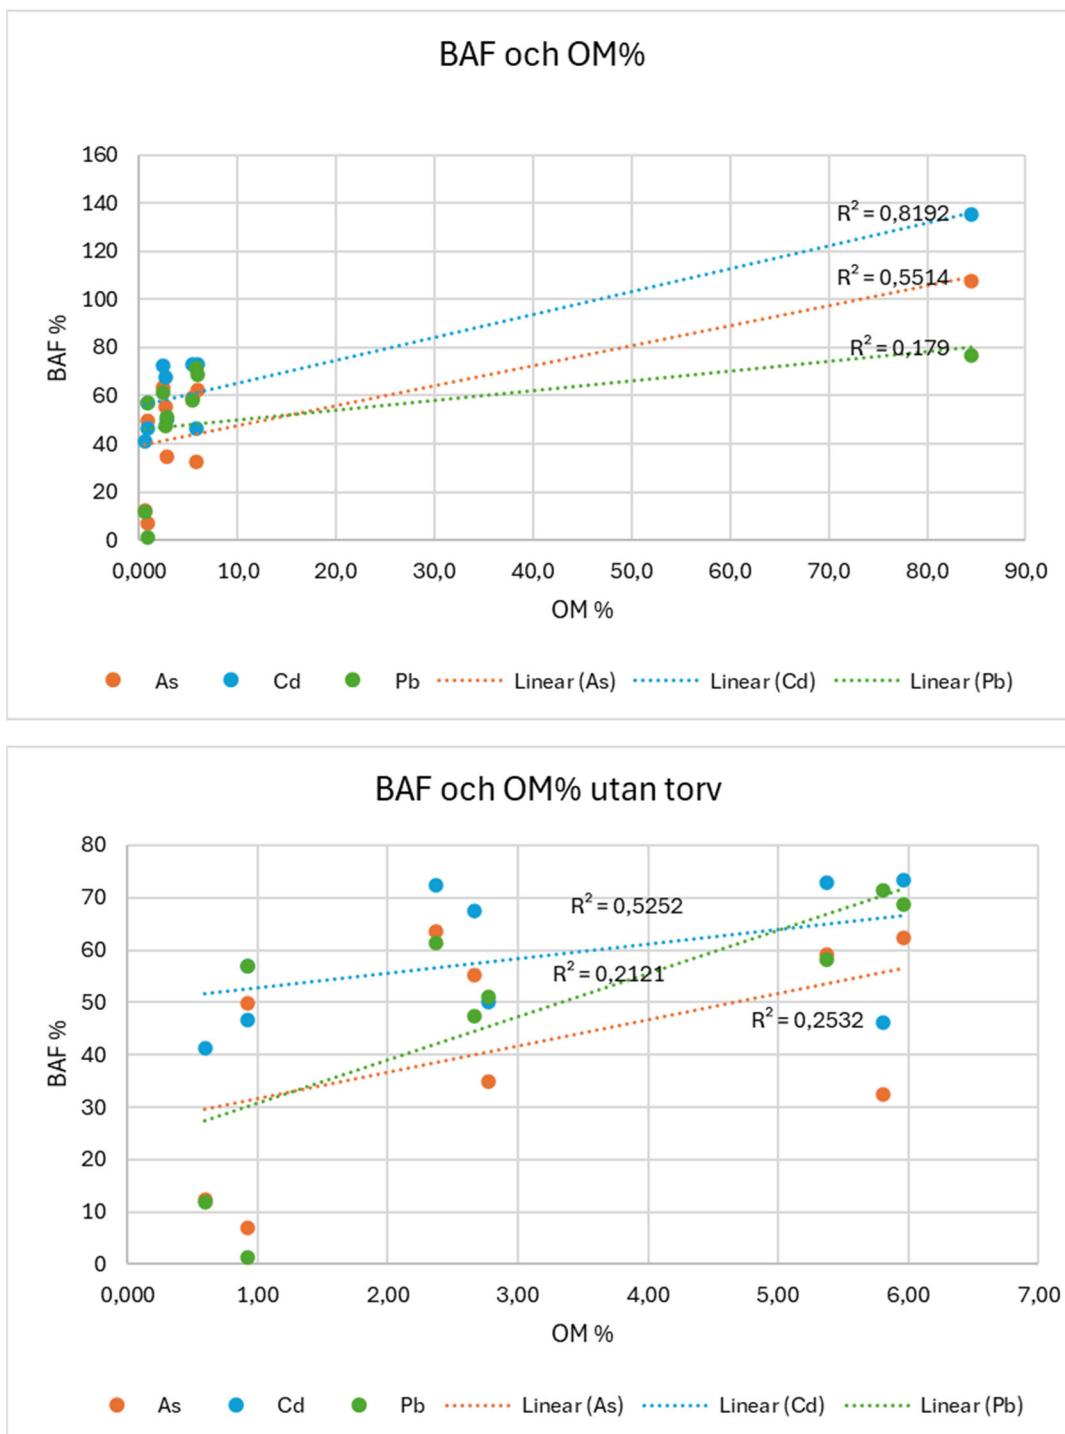 BAF och OM%
160
140
120
100
80
60
40
20
0
BAF %
R² = 0,8192
R² = 0,5514
R² = 0,179
0,000 10,0 20,0 30,0 40,0 50,0 60,0 70,0 80,0 90,0
OM %
As Cd Pb Linear (As) Linear (Cd) Linear (Pb)
BAF och OM% utan torv
80
70
60
50
40
30
20
10
0
BAF %
R² = 0,5252
R² = 0,2121
R² = 0,2532
0,000 1,00 2,00 3,00 4,00 5,00 6,00 7,00
OM %
As Cd Pb Linear (As) Linear (Cd) Linear (Pb)